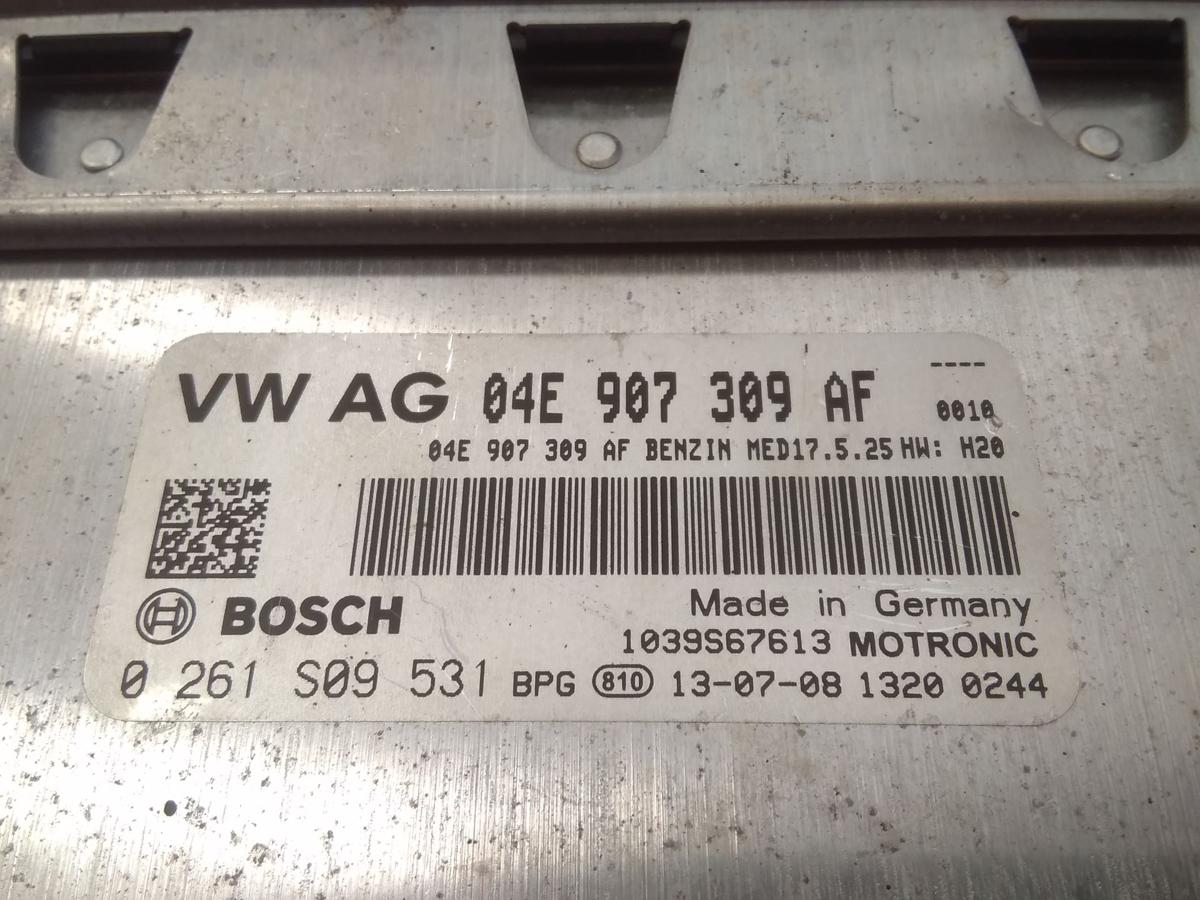 VW AG 04E 907 309 AF ----
0010
04E 907 309 AF BENZIN MED17.5.25 HW: H20
BOSCH
Made in Germany
1039S67613 MOTRONIC
0 261 S09 531 BPG 810 13-07-08 1320 0244